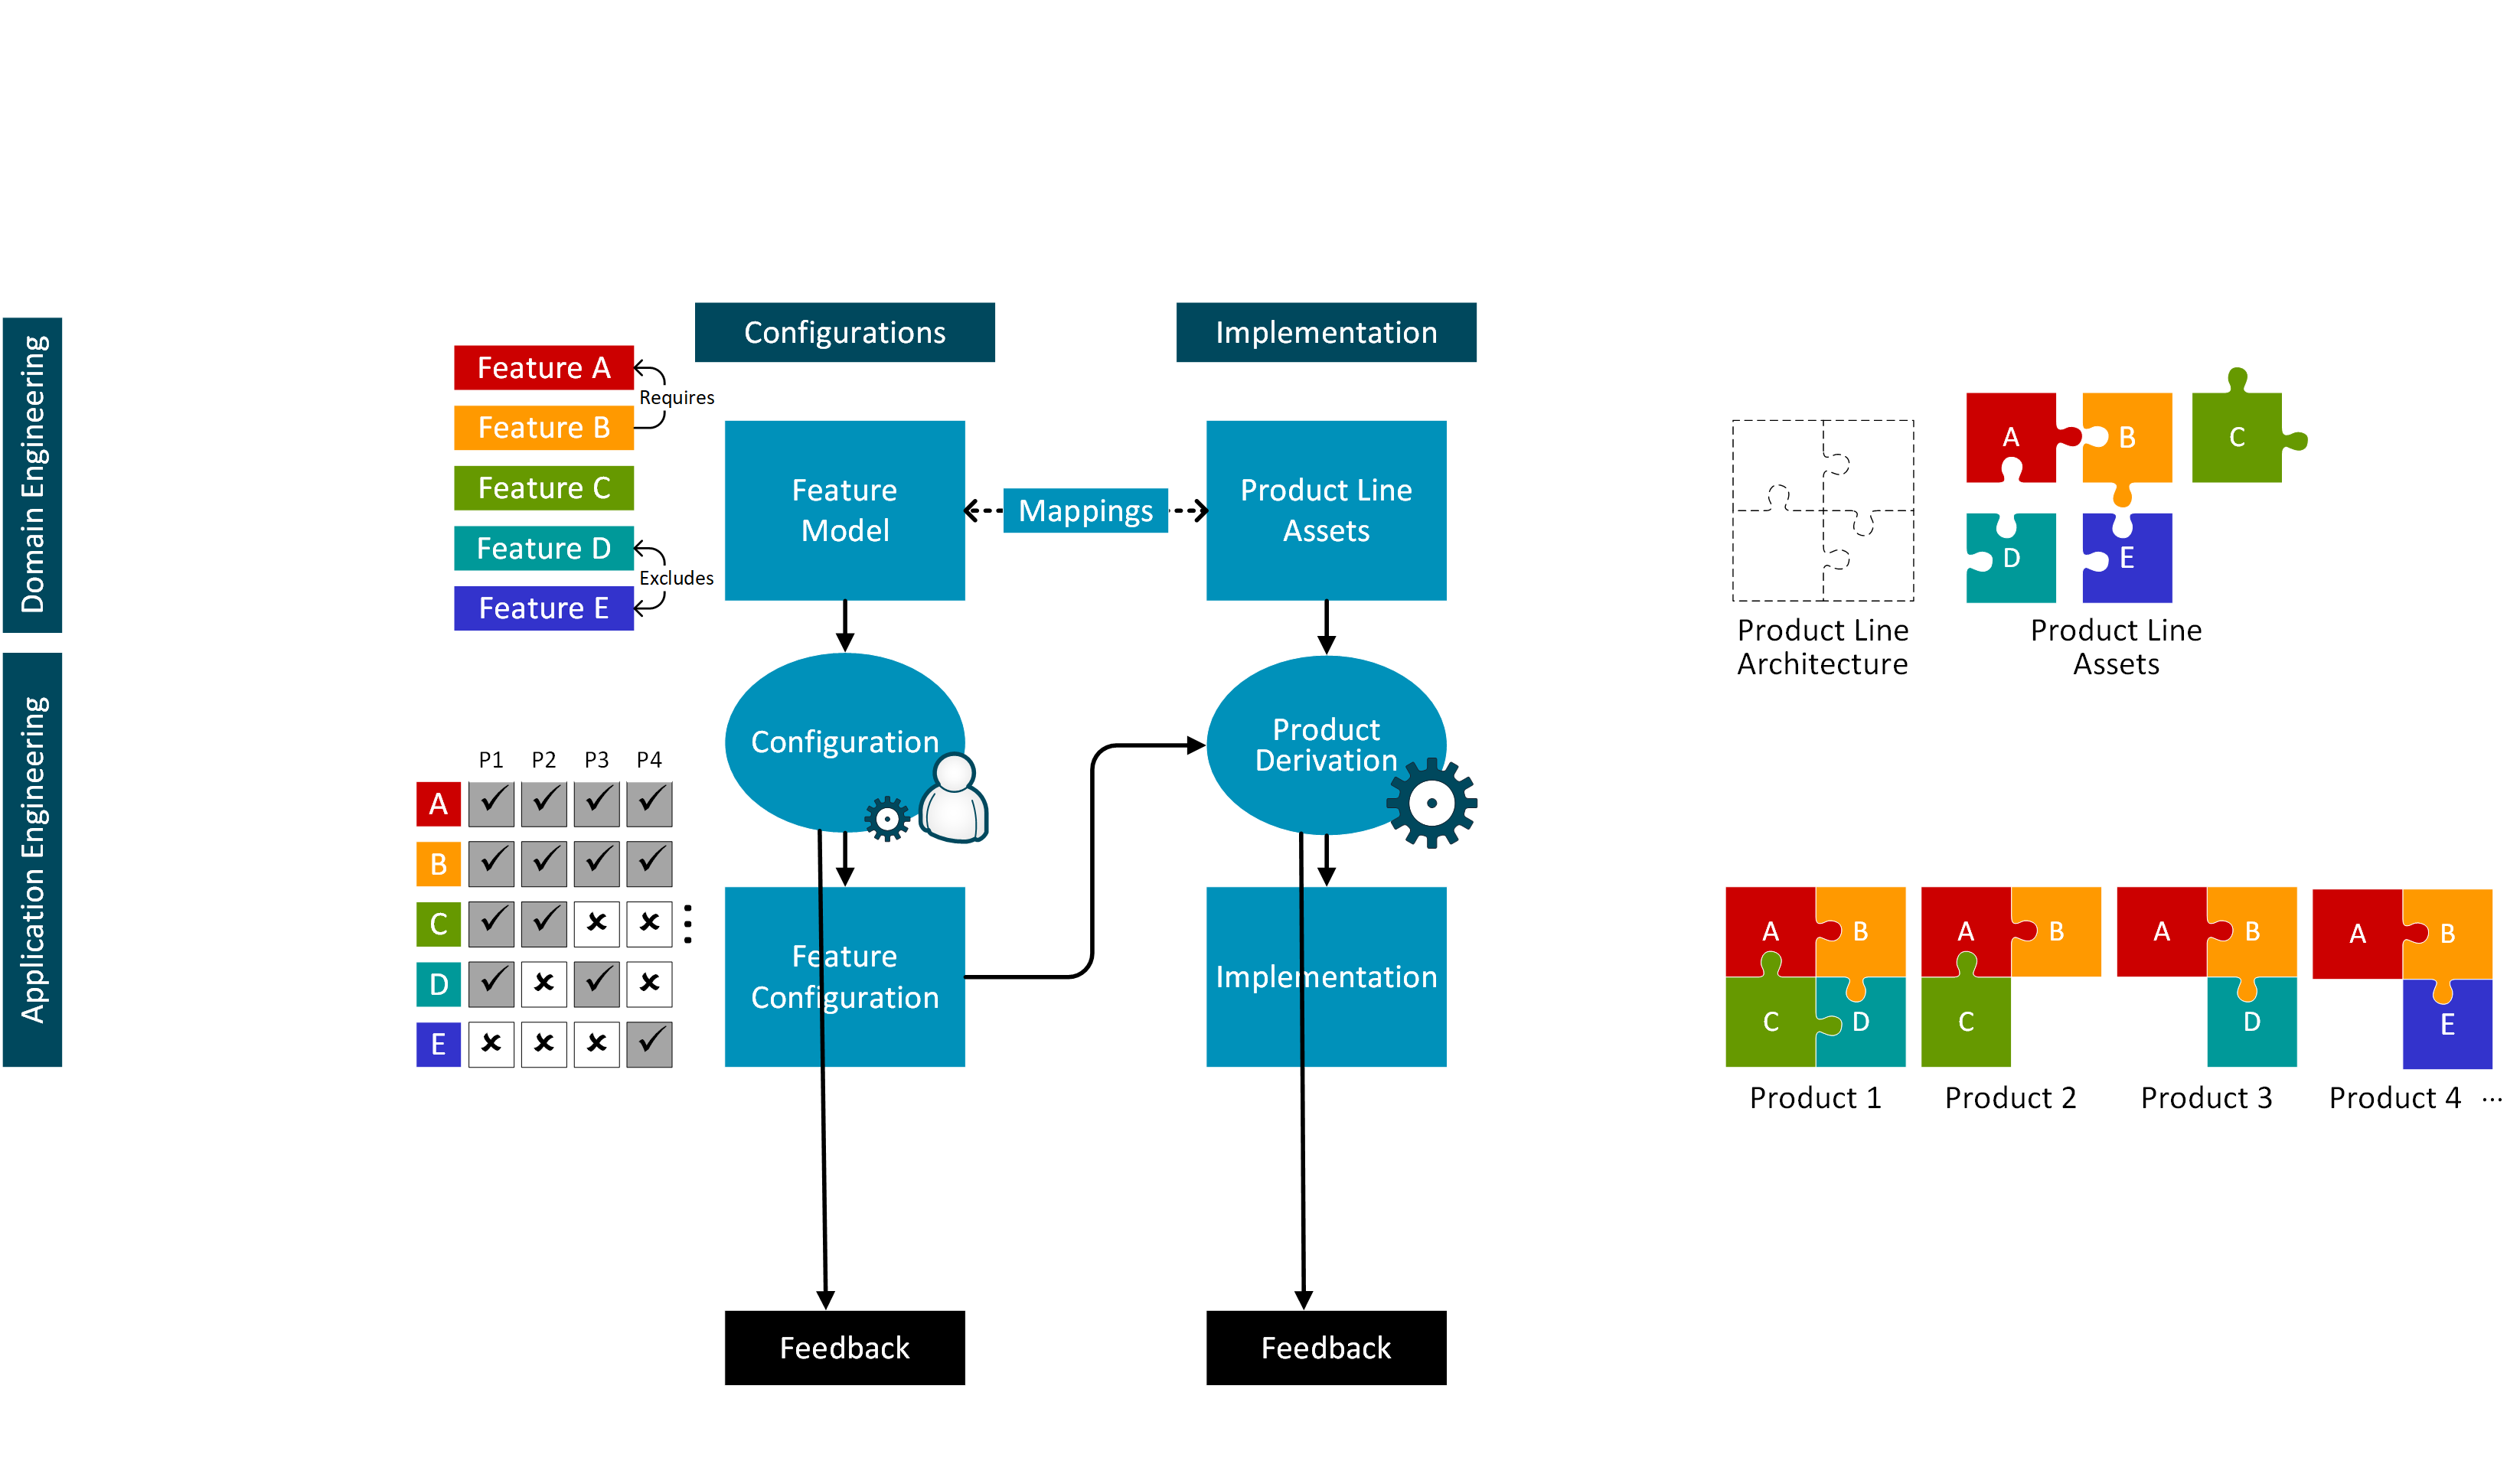 Domain Engineering
Application Engineering
Configurations
Implementation
Feature A
Feature B
Feature C
Feature D
Feature E
Requires
Excludes
Feature
Model
Mappings
Product Line
Assets
Configuration
Product
Derivation
Feature
Configuration
Implementation
Feedback
Feedback
P1 P2 P3 P4
A
B
C
D
E
A B C
D E
Product Line
Architecture
Product Line
Assets
A B A B A B A B
C D C D E
Product 1 Product 2 Product 3 Product 4 ...